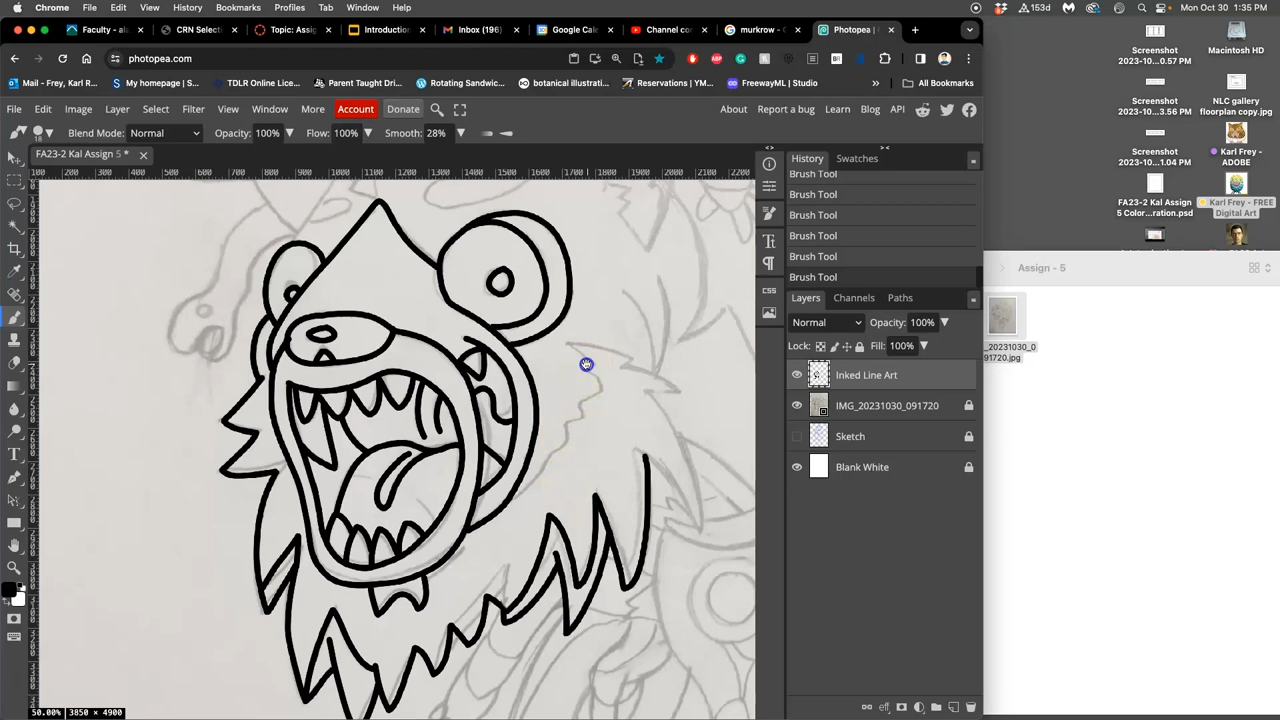 Chrome File Edit View History Bookmarks Profiles Tab Window Help 153d Mon Oct 30 1:35 PM
Faculty - al CRN Selecti Topic: Assig Introduction Inbox (196) Google Cale Channel con murkrow - Photopea |
photopea.com
Mail - Frey, Karl R... My homepage | S... TDLR Online Lice... Parent Taught Dri... Rotating Sandwic... botanical illustrati... Reservations | YM... FreewayML | Studio » All Bookmarks
File Edit Image Layer Select Filter View Window More Account Donate About Report a bug Learn Blog API
Blend Mode: Normal Opacity: 100% Flow: 100% Smooth: 28%
FA23-2 Kal Assign 5 *
History Swatches
Brush Tool
Brush Tool
Brush Tool
Brush Tool
Brush Tool
Brush Tool
Layers Channels Paths
Normal Opacity: 100%
Lock: Fill: 100%
Inked Line Art
IMG_20231030_091720
Sketch
Blank White
CSS
50.00% 3850 × 4900
Screenshot
2023-10...0.57 PM
Macintosh HD
Screenshot
2023-10...3.56 PM
NLC gallery
floorplan copy.jpg
Screenshot
2023-10...1.04 PM
Karl Frey -
ADOBE
FA23-2 Kal Assign
5 Color...ration.psd
Karl Frey - FREE
Digital Art
Assign - 5
_20231030_0
91720.jpg